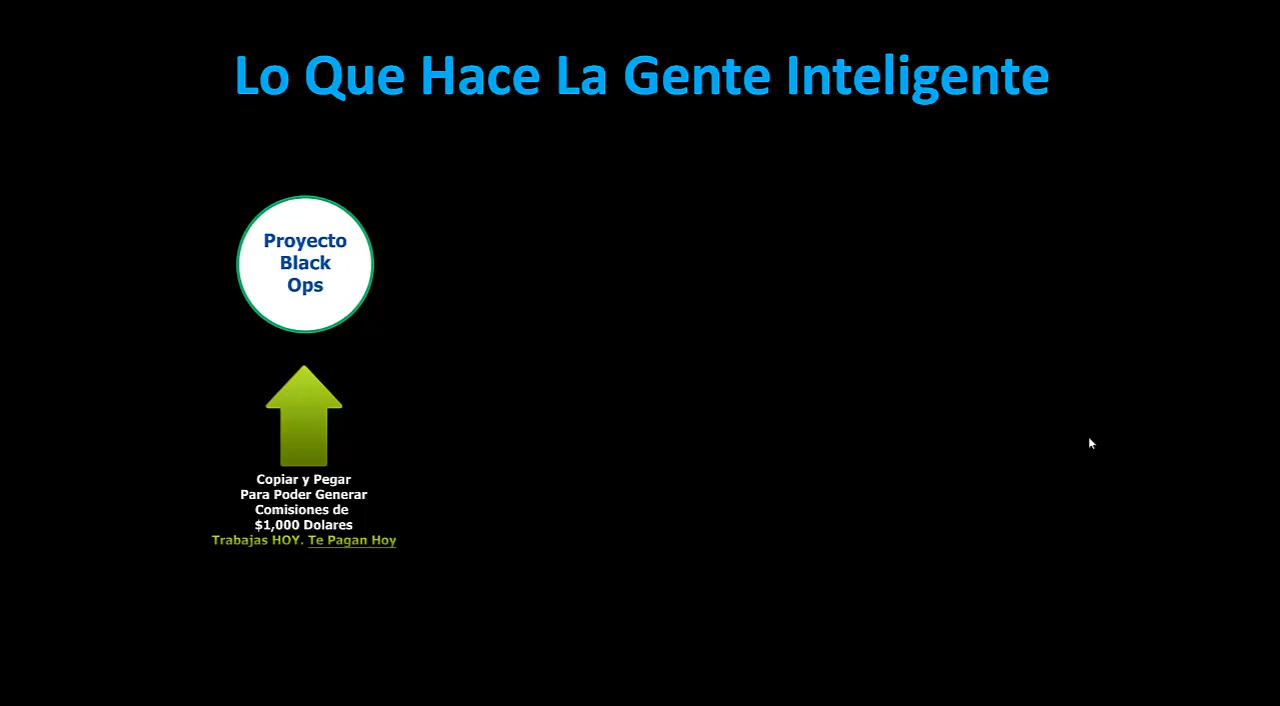 Lo Que Hace La Gente Inteligente
Proyecto
Black
Ops
Copiar y Pegar
Para Poder Generar
Comisiones de
$1,000 Dolares
Trabajas HOY. Te Pagan Hoy